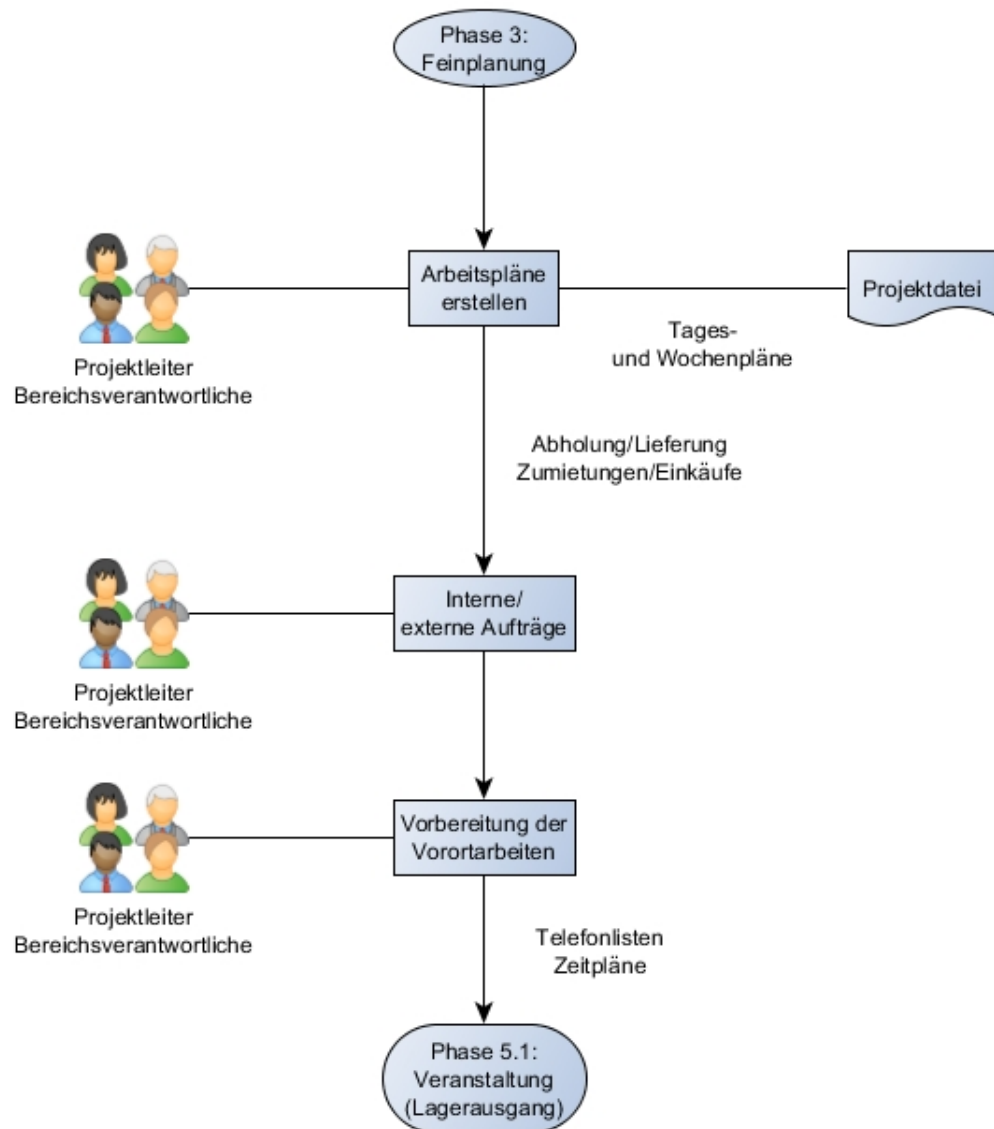 Phase 3:
Feinplanung
Arbeitspläne
erstellen
Projektdatei
Tages-
und Wochenpläne
Projektleiter
Bereichsverantwortliche
Abholung/Lieferung
Zumietungen/Einkäufe
Interne/
externe Aufträge
Projektleiter
Bereichsverantwortliche
Vorbereitung der
Vorortarbeiten
Projektleiter
Bereichsverantwortliche
Telefonlisten
Zeitpläne
Phase 5.1:
Veranstaltung
(Lagerausgang)